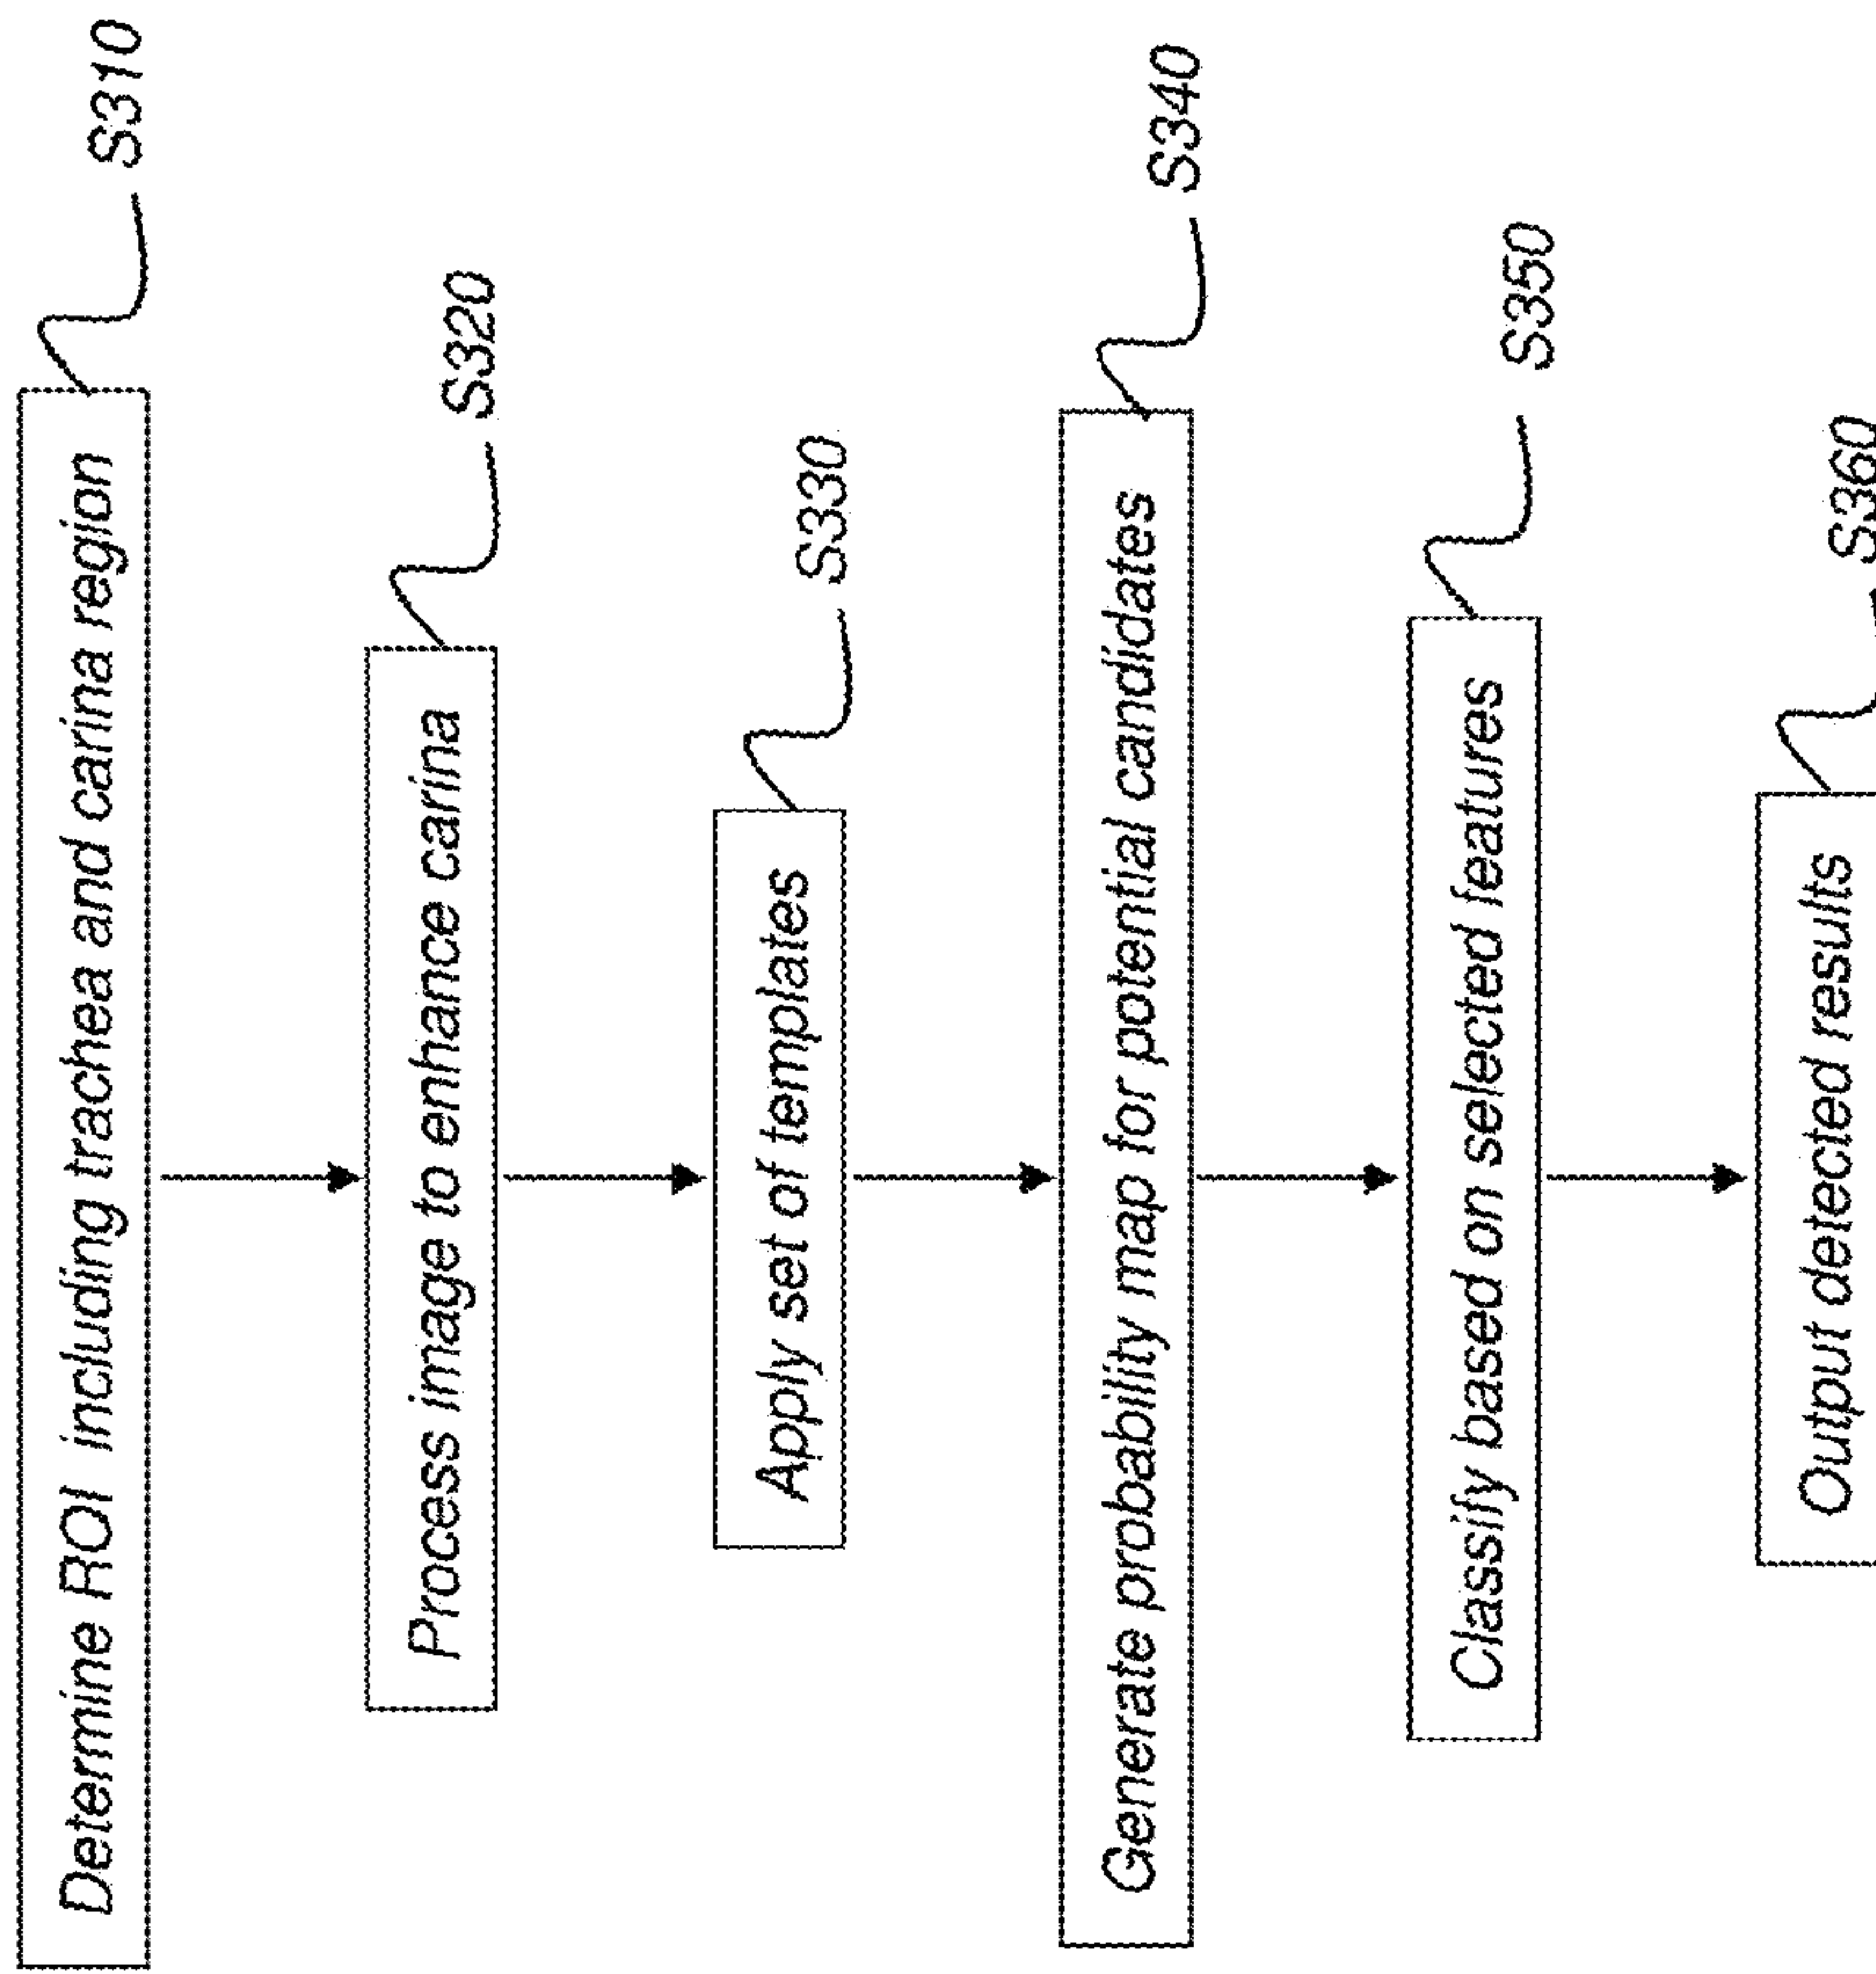 Determine ROI including trachea and carina region
S310
Process image to enhance carina
S320
Apply set of templates
S330
Generate probability map for potential candidates
S340
Classify based on selected features
S350
Output detected results
S360